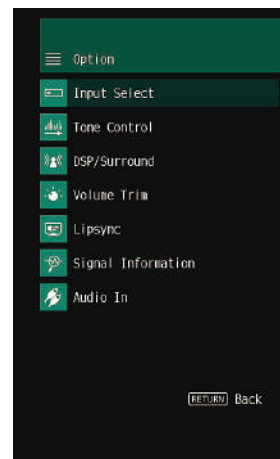 Option
Input Select
Tone Control
DSP/Surround
Volume Trim
Lipsync
Signal Information
Audio In
RETURN Back